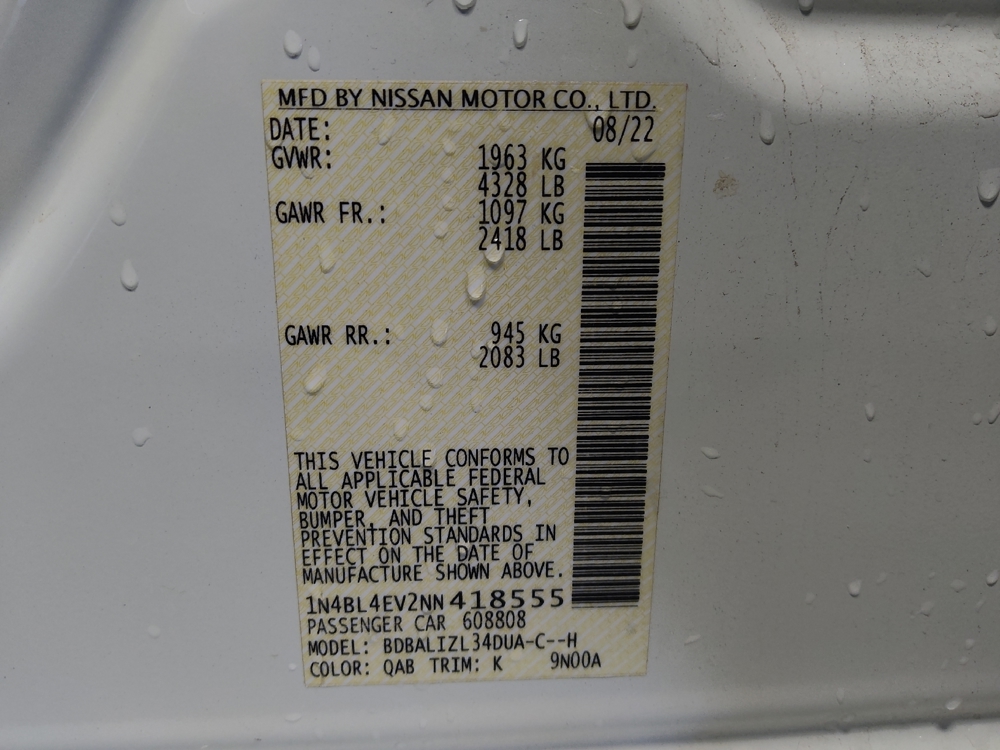 MFD BY NISSAN MOTOR CO., LTD.
DATE: 08/22
GVWR: 1963 KG
4328 LB
GAWR FR.: 1097 KG
2418 LB
GAWR RR.: 945 KG
2083 LB
THIS VEHICLE CONFORMS TO
ALL APPLICABLE FEDERAL
MOTOR VEHICLE SAFETY,
BUMPER, AND THEFT
PREVENTION STANDARDS IN
EFFECT ON THE DATE OF
MANUFACTURE SHOWN ABOVE.
1N4BL4EV2NN418555
PASSENGER CAR 608808
MODEL: BDBALIZL34DUA-C--H
COLOR: QAB TRIM: K 9N00A